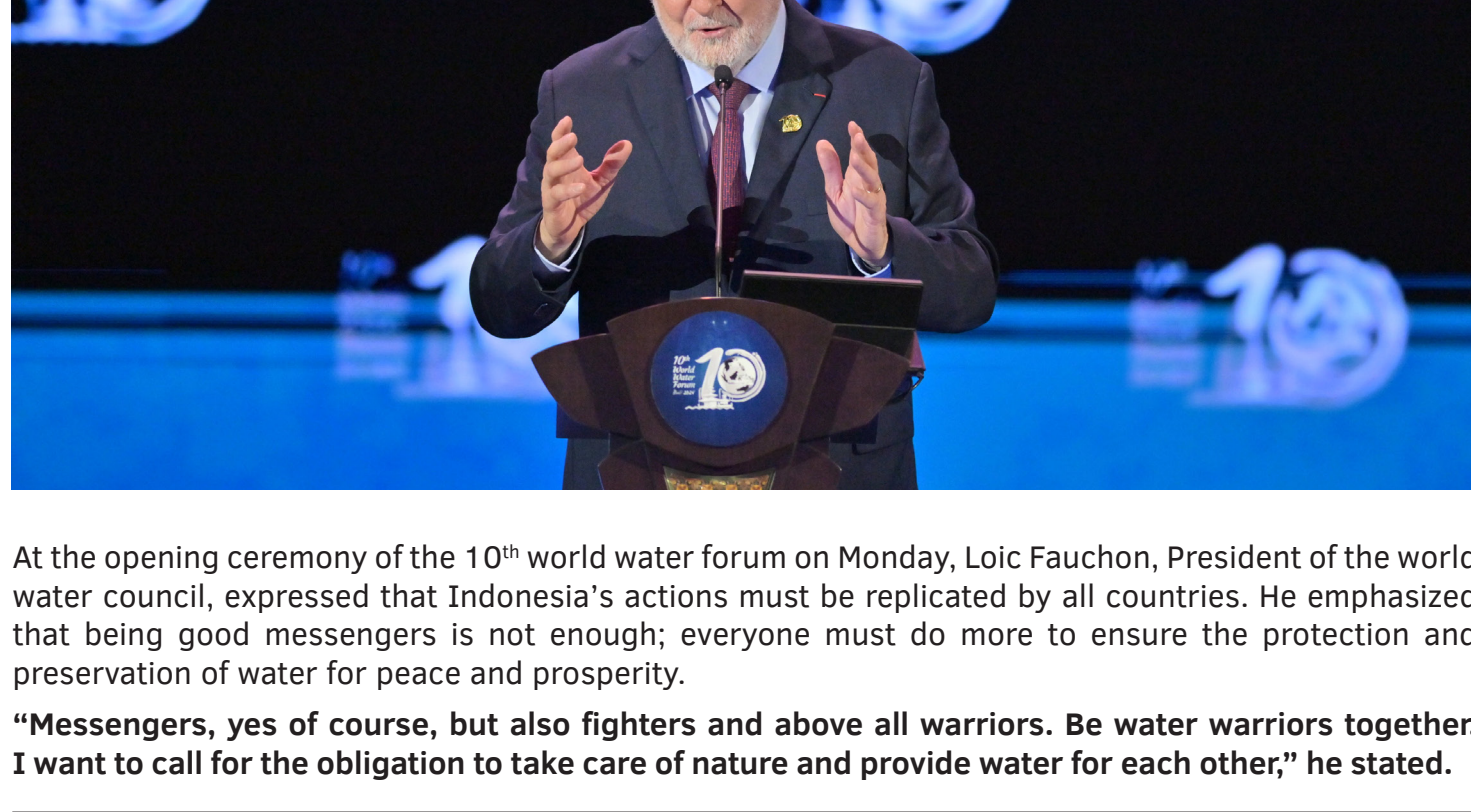 10th
World
Water
Forum
10
At the opening ceremony of the 10th world water forum on Monday, Loic Fauchon, President of the world
water council, expressed that Indonesia’s actions must be replicated by all countries. He emphasized
that being good messengers is not enough; everyone must do more to ensure the protection and
preservation of water for peace and prosperity.
“Messengers, yes of course, but also fighters and above all warriors. Be water warriors together.
I want to call for the obligation to take care of nature and provide water for each other,” he stated.